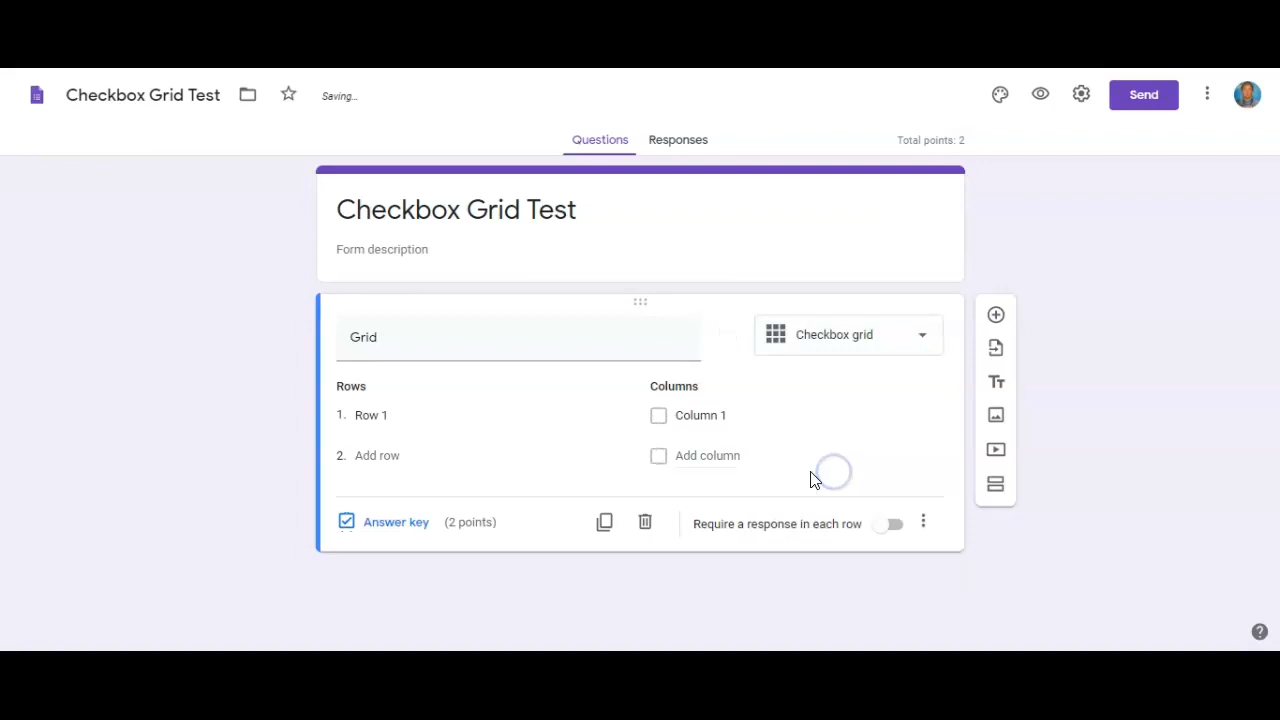 Checkbox Grid Test
Saving...
Send
Questions
Responses
Total points: 2
Checkbox Grid Test
Form description
Grid
Checkbox grid
Rows
Columns
1. Row 1
Column 1
2. Add row
Add column
Answer key
(2 points)
Require a response in each row
Tт
?